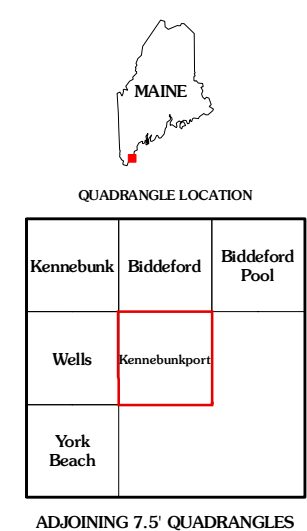 MAINE
QUADRANGLE LOCATION
Kennebunk Biddeford Biddeford
Pool
Wells Kennebunkport
York
Beach
ADJOINING 7.5' QUADRANGLES